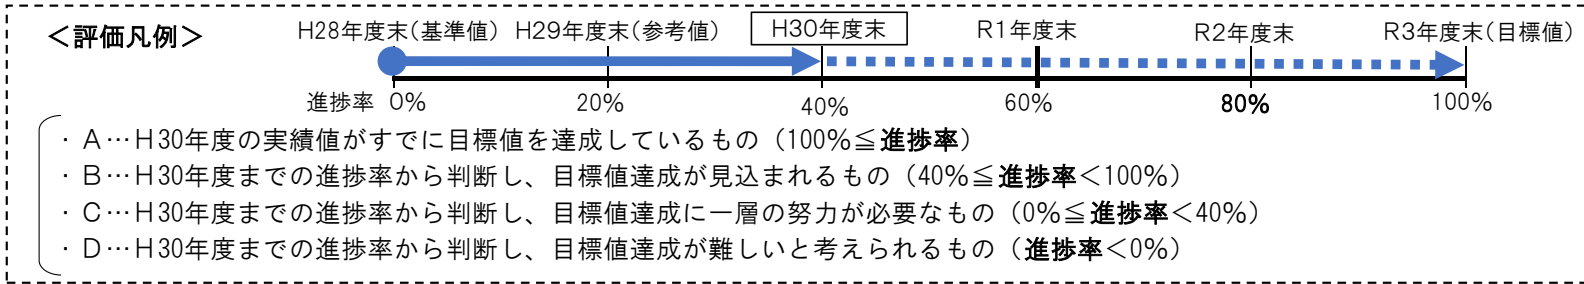 <評価凡例>
H28年度末(基準値) H29年度末(参考値) H30年度末 R1年度末 R2年度末 R3年度末(目標値)
進捗率 0% 20% 40% 60% 80% 100%
・A…H30年度の実績値がすでに目標値を達成しているもの（100%≦進捗率）
・B…H30年度までの進捗率から判断し、目標値達成が見込まれるもの（40%≦進捗率<100%）
・C…H30年度までの進捗率から判断し、目標値達成に一層の努力が必要なもの（0%≦進捗率<40%）
・D…H30年度までの進捗率から判断し、目標値達成が難しいと考えられるもの（進捗率<0%）